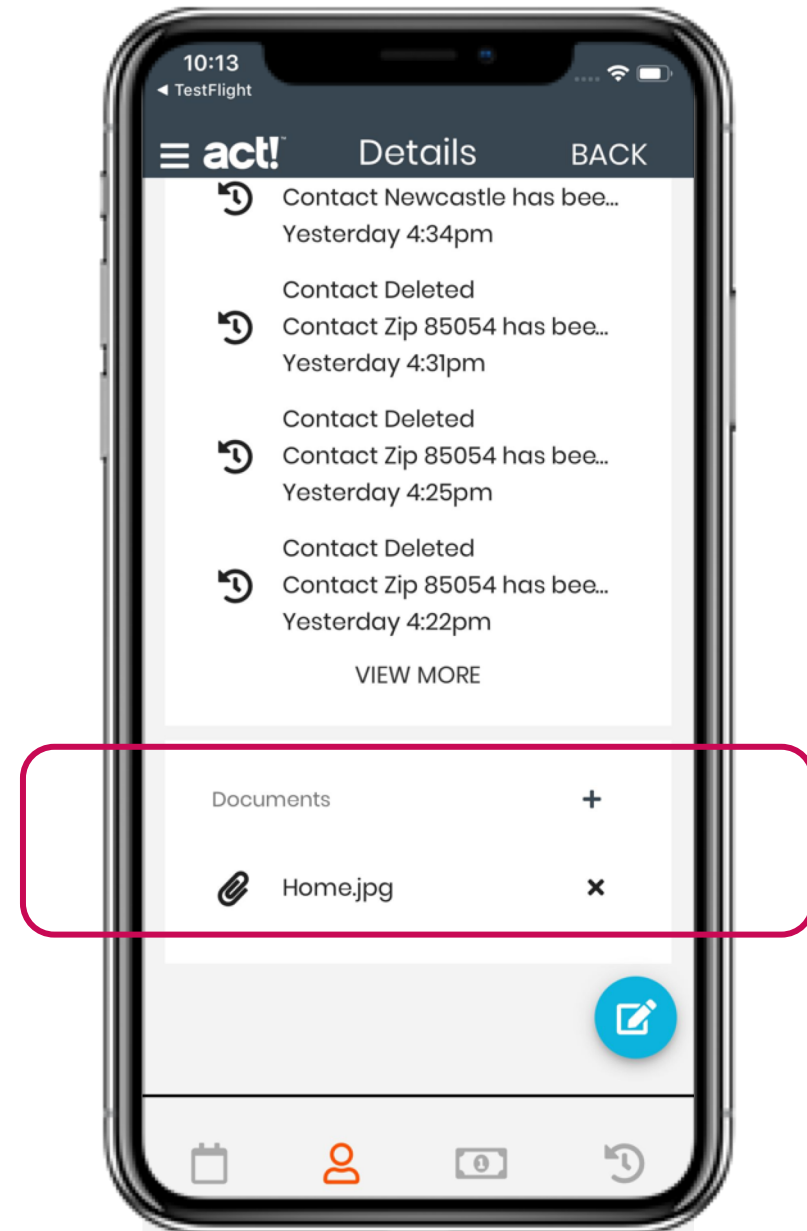 10:13
◀ TestFlight
act!™ Details BACK
Contact Newcastle has bee...
Yesterday 4:34pm
Contact Deleted
Contact Zip 85054 has bee...
Yesterday 4:31pm
Contact Deleted
Contact Zip 85054 has bee...
Yesterday 4:25pm
Contact Deleted
Contact Zip 85054 has bee...
Yesterday 4:22pm
VIEW MORE
Documents +
Home.jpg ×